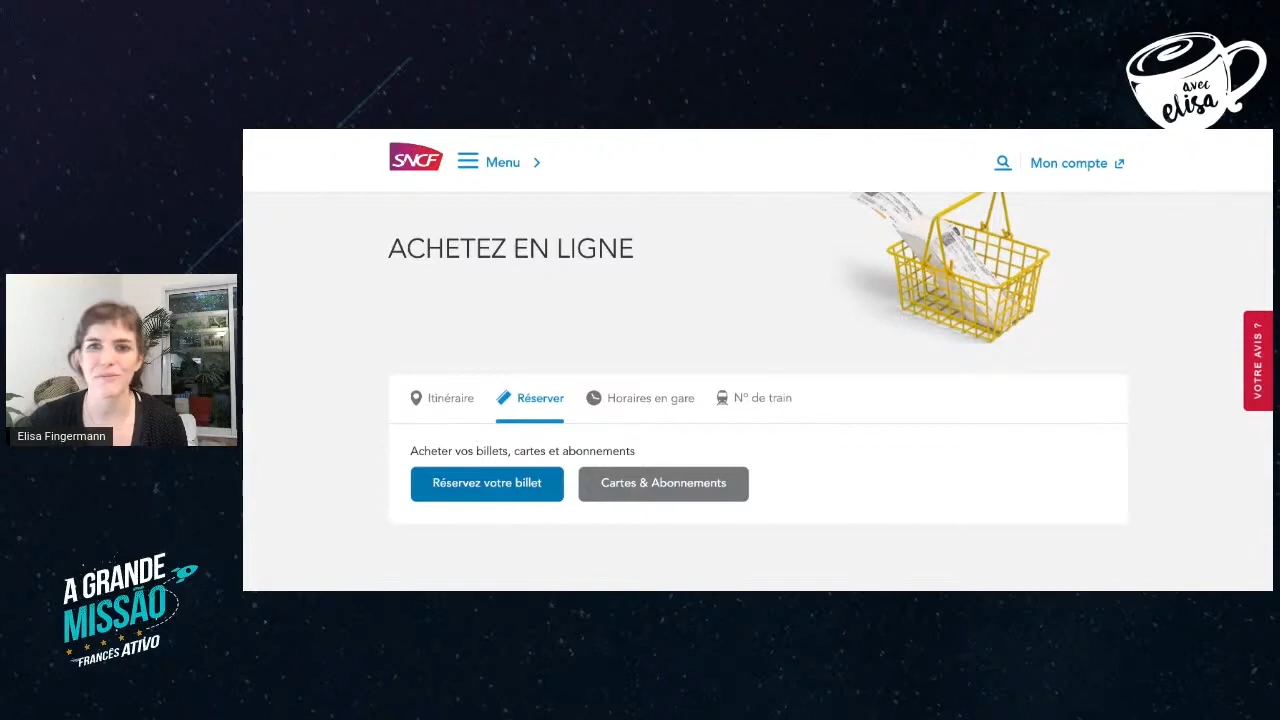 avec
elisa
SNCF
Menu
Mon compte
ACHETEZ EN LIGNE
VOTRE AVIS ?
Itinéraire
Réserver
Horaires en gare
N° de train
Acheter vos billets, cartes et abonnements
Réservez votre billet
Cartes & Abonnements
Elisa Fingermann
A GRANDE
MISSÃO
FRANCÊS ATIVO